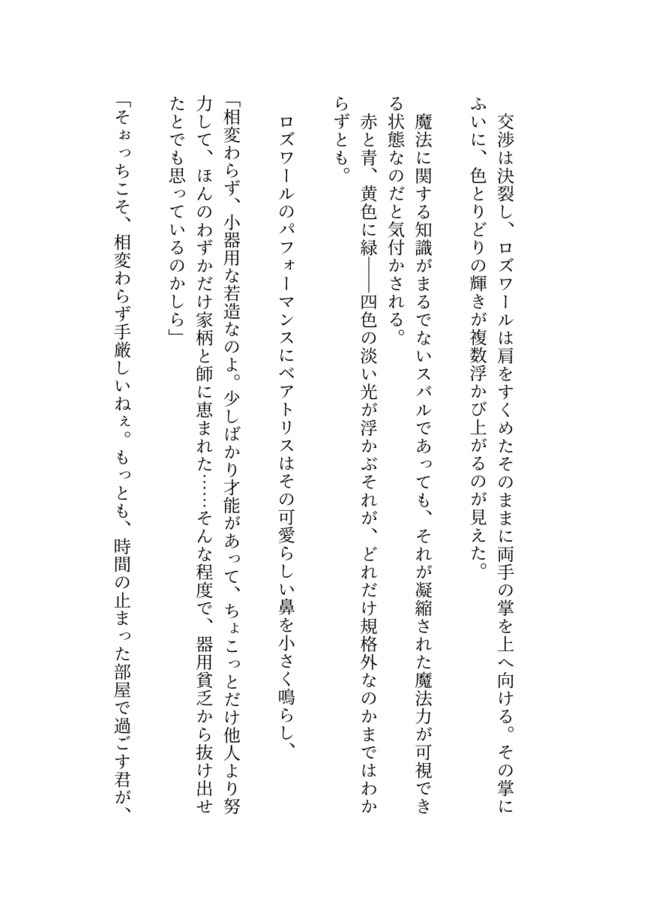 交渉は決裂し、ロズワールは肩をすくめたそのままに両手の掌を上へ向ける。その掌に
ふいに、色とりどりの輝きが複数浮かび上がるのが見えた。
魔法に関する知識がまるでないスバルであっても、それが凝縮された魔法力が可視でき
る状態なのだと気付かされる。
赤と青、黄色に緑――四色の淡い光が浮かぶそれが、どれだけ規格外なのかまではわか
らずとも。
ロズワールのパフォーマンスにベアトリスはその可愛らしい鼻を小さく鳴らし、
「相変わらず、小器用な若造なのよ。少しばかり才能があって、ちょこっとだけ他人より努
力して、ほんのわずかだけ家柄と師に恵まれた……そんな程度で、器用貧乏から抜け出せ
たとでも思っているのかしら」
「そぉっちこそ、相変わらず手厳しいねぇ。もっとも、時間の止まった部屋で過ごす君が、